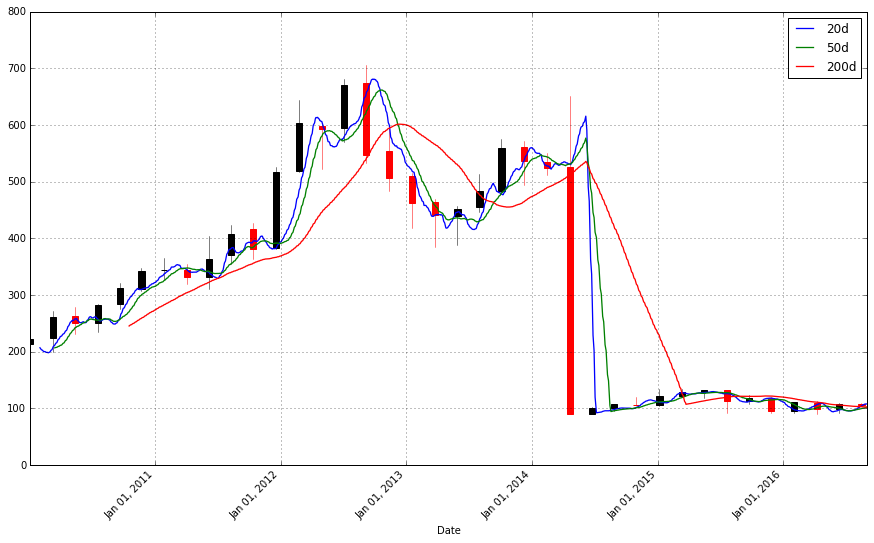 800
700
600
500
400
300
200
100
0
20d
50d
200d
Jan 01, 2011
Jan 01, 2012
Jan 01, 2013
Jan 01, 2014
Jan 01, 2015
Jan 01, 2016
Date